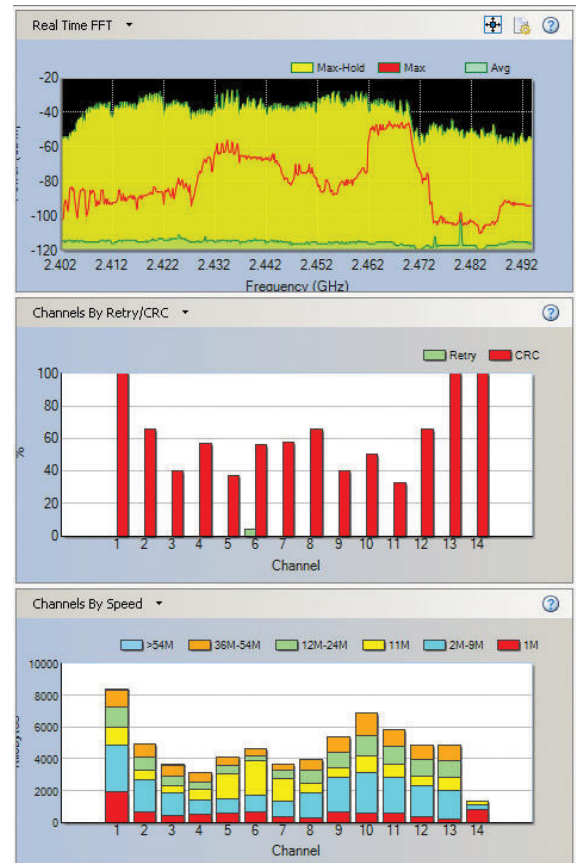 Real Time FFT
Max-Hold Max Avg
-20
-40
-60
-80
-100
-120
2.402 2.412 2.422 2.432 2.442 2.452 2.462 2.472 2.482 2.492
Frequency (GHz)
Channels By Retry/CRC
Retry CRC
100
80
60
40
20
0
%
1 2 3 4 5 6 7 8 9 10 11 12 13 14
Channel
Channels By Speed
>54M 36M-54M 12M-24M 11M 2M-9M 1M
10000
8000
6000
4000
2000
0
1 2 3 4 5 6 7 8 9 10 11 12 13 14
Channel